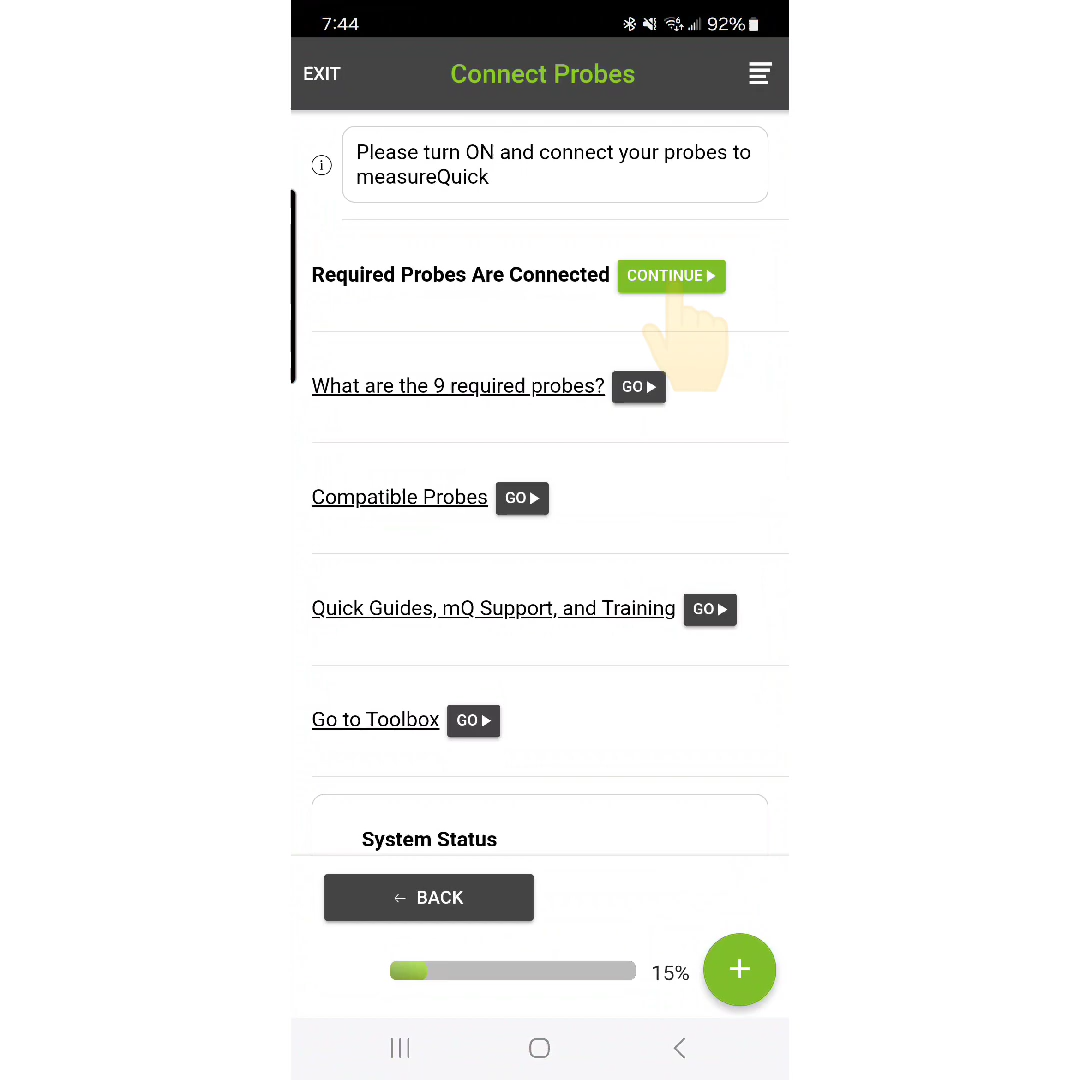 7:44
92%
EXIT
Connect Probes
Please turn ON and connect your probes to
measureQuick
Required Probes Are Connected
CONTINUE
What are the 9 required probes?
GO
Compatible Probes
GO
Quick Guides, mQ Support, and Training
GO
Go to Toolbox
GO
System Status
← BACK
15%
+